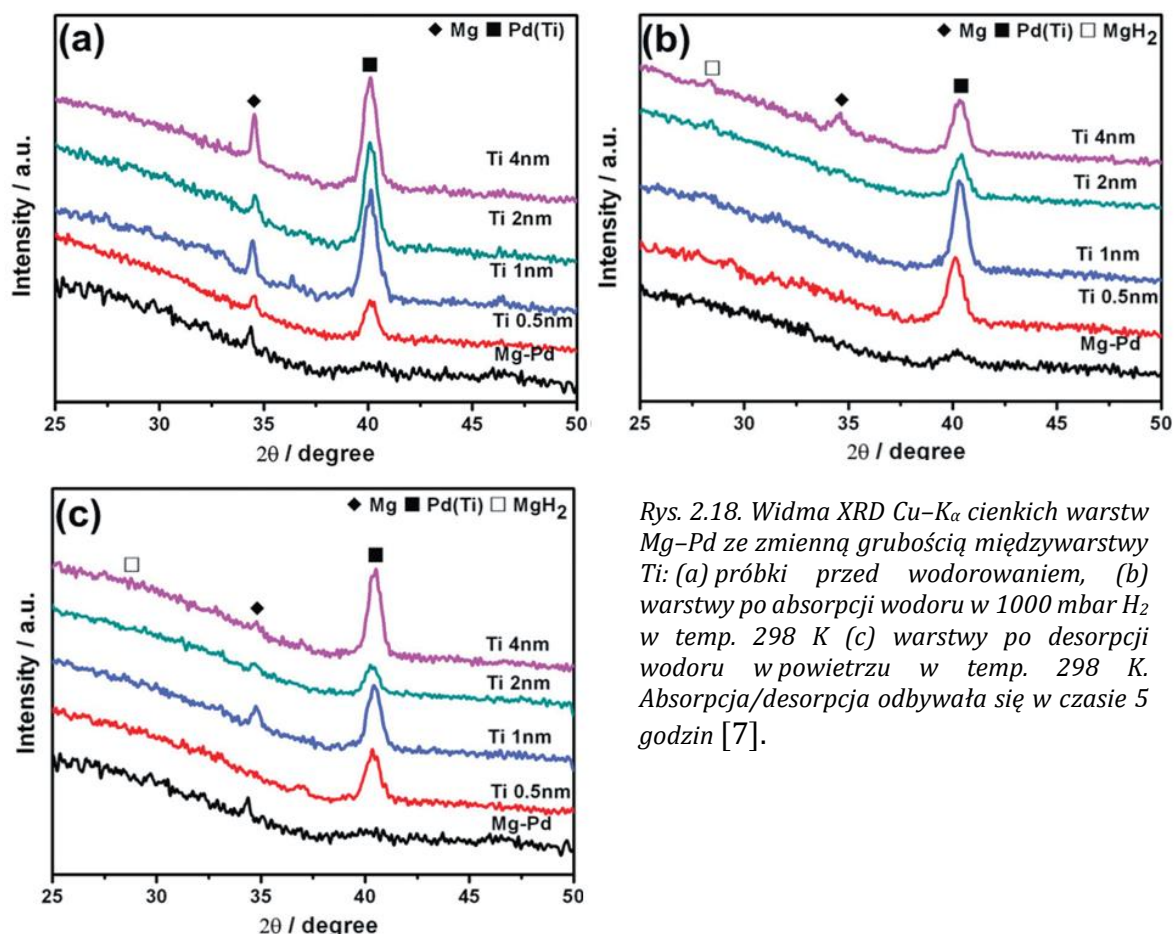 (a)
◆ Mg ■ Pd(Ti)
Intensity / a.u.
Ti 4nm
Ti 2nm
Ti 1nm
Ti 0.5nm
Mg-Pd
25 30 35 40 45 50
2θ / degree
(b)
◆ Mg ■ Pd(Ti) □ MgH₂
Intensity / a.u.
Ti 4nm
Ti 2nm
Ti 1nm
Ti 0.5nm
Mg-Pd
25 30 35 40 45 50
2θ / degree
(c)
◆ Mg ■ Pd(Ti) □ MgH₂
Intensity / a.u.
Ti 4nm
Ti 2nm
Ti 1nm
Ti 0.5nm
Mg-Pd
25 30 35 40 45 50
2θ / degree
Rys. 2.18. Widma XRD Cu–Kα cienkich warstw
Mg–Pd ze zmienną grubością międzywarstwy
Ti: (a) próbki przed wodorowaniem, (b)
warstwy po absorpcji wodoru w 1000 mbar H₂
w temp. 298 K (c) warstwy po desorpcji
wodoru w powietrzu w temp. 298 K.
Absorpcja/desorpcja odbywała się w czasie 5
godzin [7].